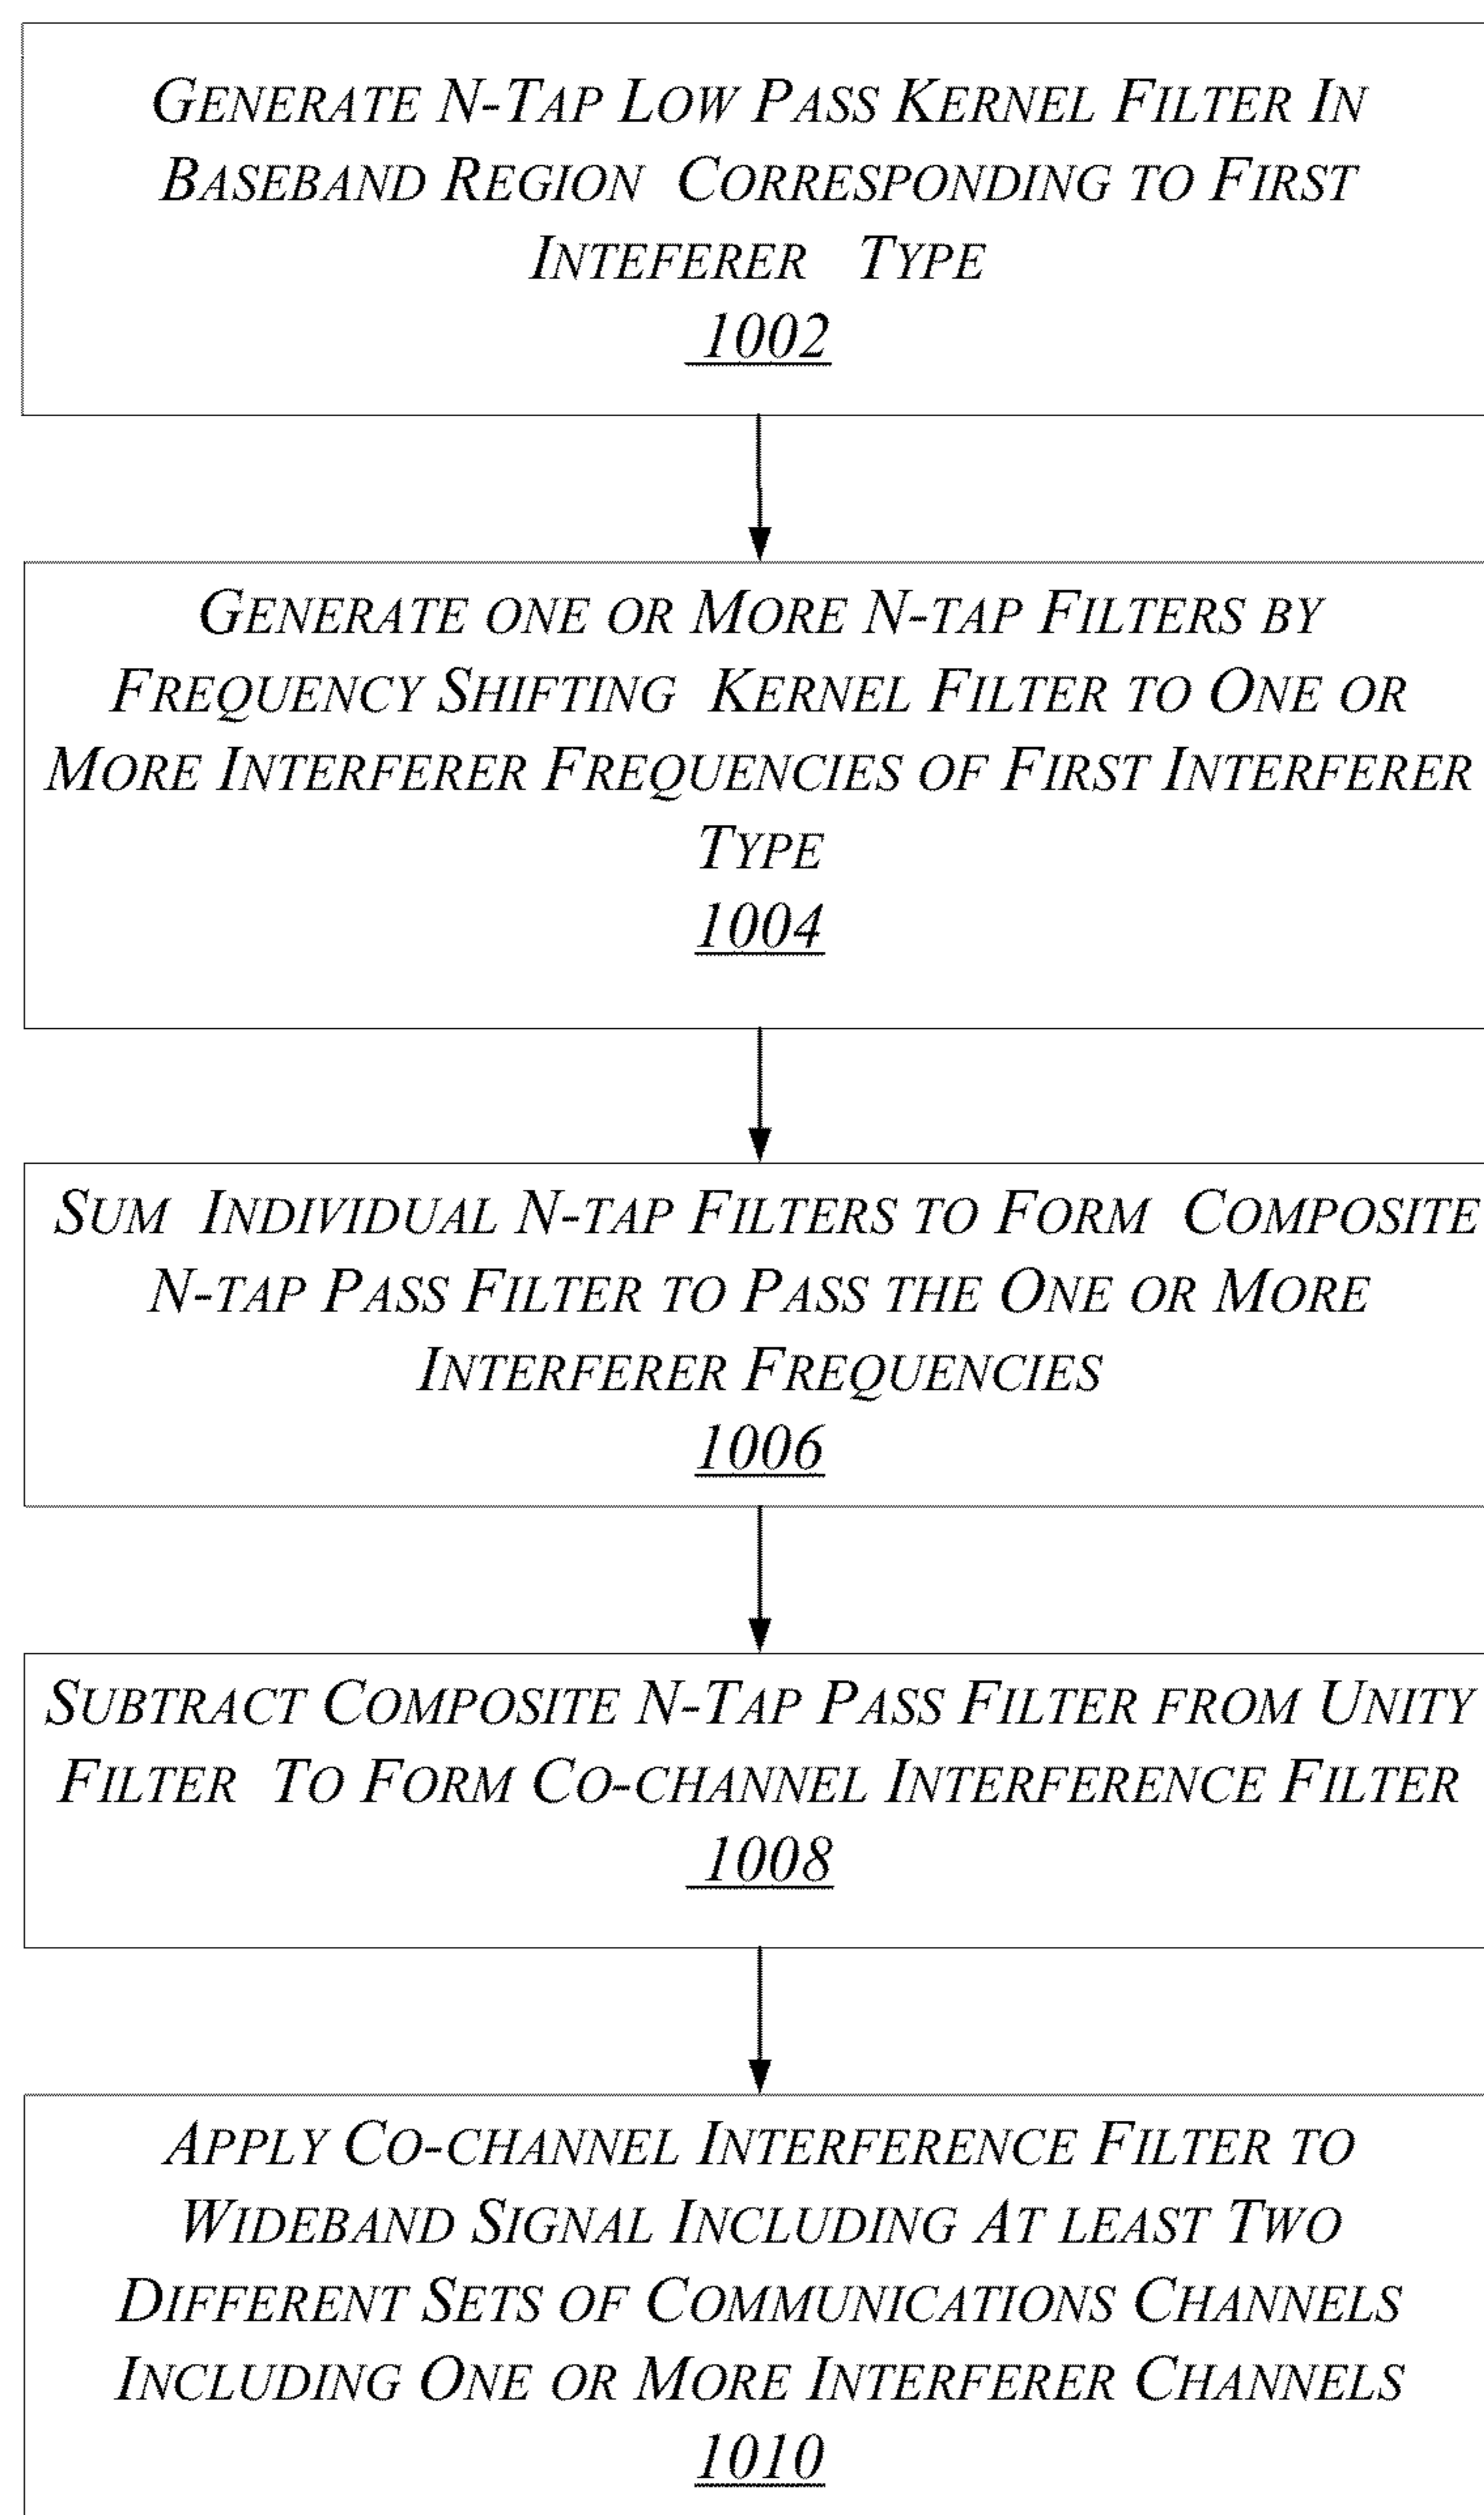 GENERATE N-TAP LOW PASS KERNEL FILTER IN
BASEBAND REGION CORRESPONDING TO FIRST
INTEFERER TYPE
1002
GENERATE ONE OR MORE N-TAP FILTERS BY
FREQUENCY SHIFTING KERNEL FILTER TO ONE OR
MORE INTERFERER FREQUENCIES OF FIRST INTERFERER
TYPE
1004
SUM INDIVIDUAL N-TAP FILTERS TO FORM COMPOSITE
N-TAP PASS FILTER TO PASS THE ONE OR MORE
INTERFERER FREQUENCIES
1006
SUBTRACT COMPOSITE N-TAP PASS FILTER FROM UNITY
FILTER TO FORM CO-CHANNEL INTERFERENCE FILTER
1008
APPLY CO-CHANNEL INTERFERENCE FILTER TO
WIDEBAND SIGNAL INCLUDING AT LEAST TWO
DIFFERENT SETS OF COMMUNICATIONS CHANNELS
INCLUDING ONE OR MORE INTERFERER CHANNELS
1010